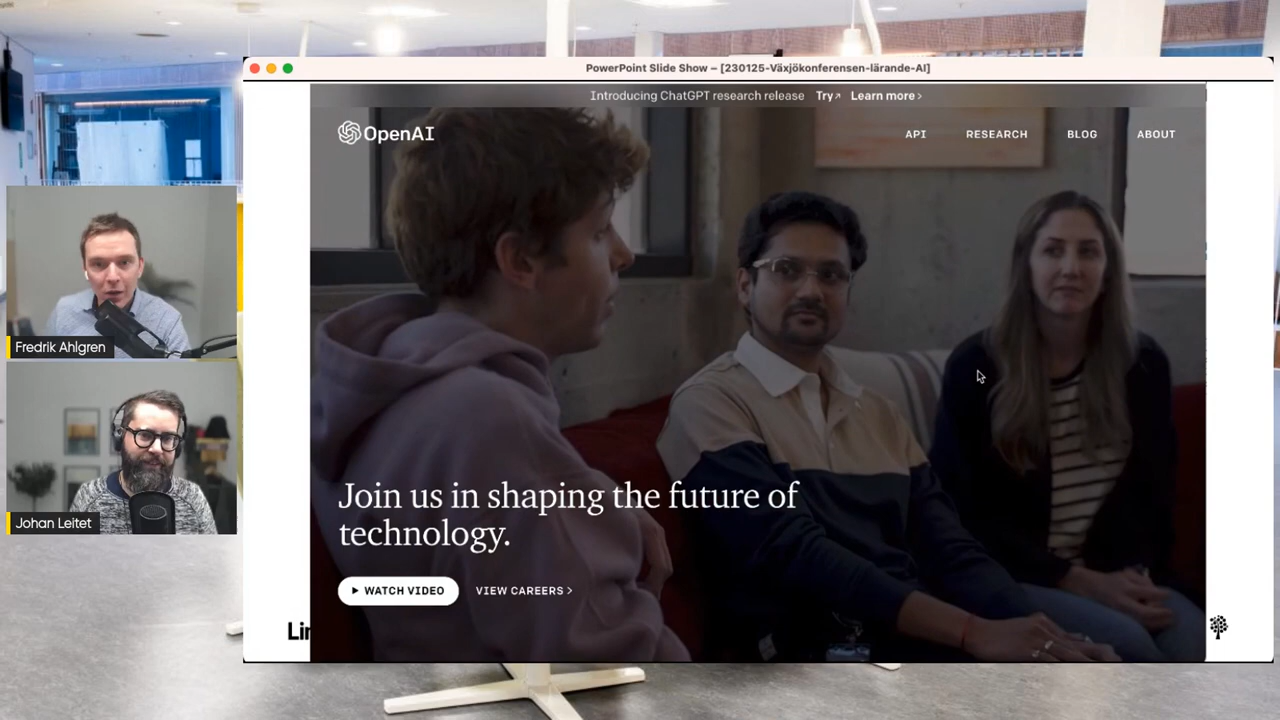 PowerPoint Slide Show – [230125-Växjökonferensen-lärande-AI]
Introducing ChatGPT research release Try↗ Learn more ›
OpenAI
API RESEARCH BLOG ABOUT
Fredrik Ahlgren
Johan Leitet
Join us in shaping the future of
technology.
WATCH VIDEO VIEW CAREERS ›